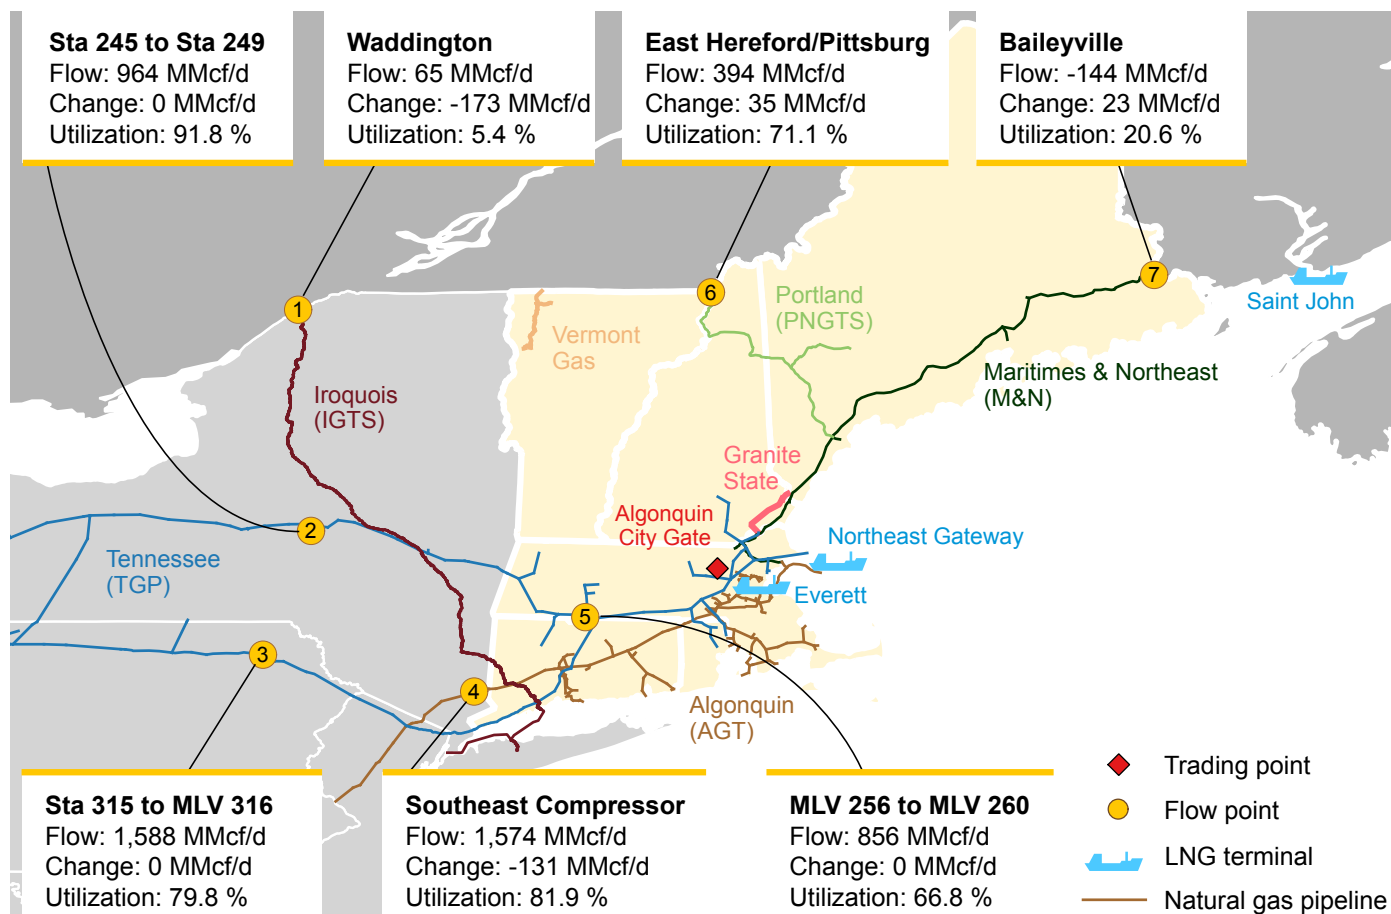 Sta 245 to Sta 249
Flow: 964 MMcf/d
Change: 0 MMcf/d
Utilization: 91.8 %
Waddington
Flow: 65 MMcf/d
Change: -173 MMcf/d
Utilization: 5.4 %
East Hereford/Pittsburg
Flow: 394 MMcf/d
Change: 35 MMcf/d
Utilization: 71.1 %
Baileyville
Flow: -144 MMcf/d
Change: 23 MMcf/d
Utilization: 20.6 %
1
6
7
Portland
(PNGTS)
Saint John
Vermont
Gas
Maritimes & Northeast
(M&N)
Iroquois
(IGTS)
Granite
State
Algonquin
City Gate
2
Northeast Gateway
Tennessee
(TGP)
Everett
5
3
4
Algonquin
(AGT)
Sta 315 to MLV 316
Flow: 1,588 MMcf/d
Change: 0 MMcf/d
Utilization: 79.8 %
Southeast Compressor
Flow: 1,574 MMcf/d
Change: -131 MMcf/d
Utilization: 81.9 %
MLV 256 to MLV 260
Flow: 856 MMcf/d
Change: 0 MMcf/d
Utilization: 66.8 %
Trading point
Flow point
LNG terminal
Natural gas pipeline